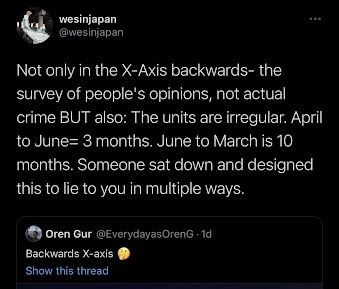 wesinjapan
@wesinjapan
Not only in the X-Axis backwards- the
survey of people's opinions, not actual
crime BUT also: The units are irregular. April
to June= 3 months. June to March is 10
months. Someone sat down and designed
this to lie to you in multiple ways.
Oren Gur @EverydayasOrenG · 1d
Backwards X-axis 🤔
Show this thread